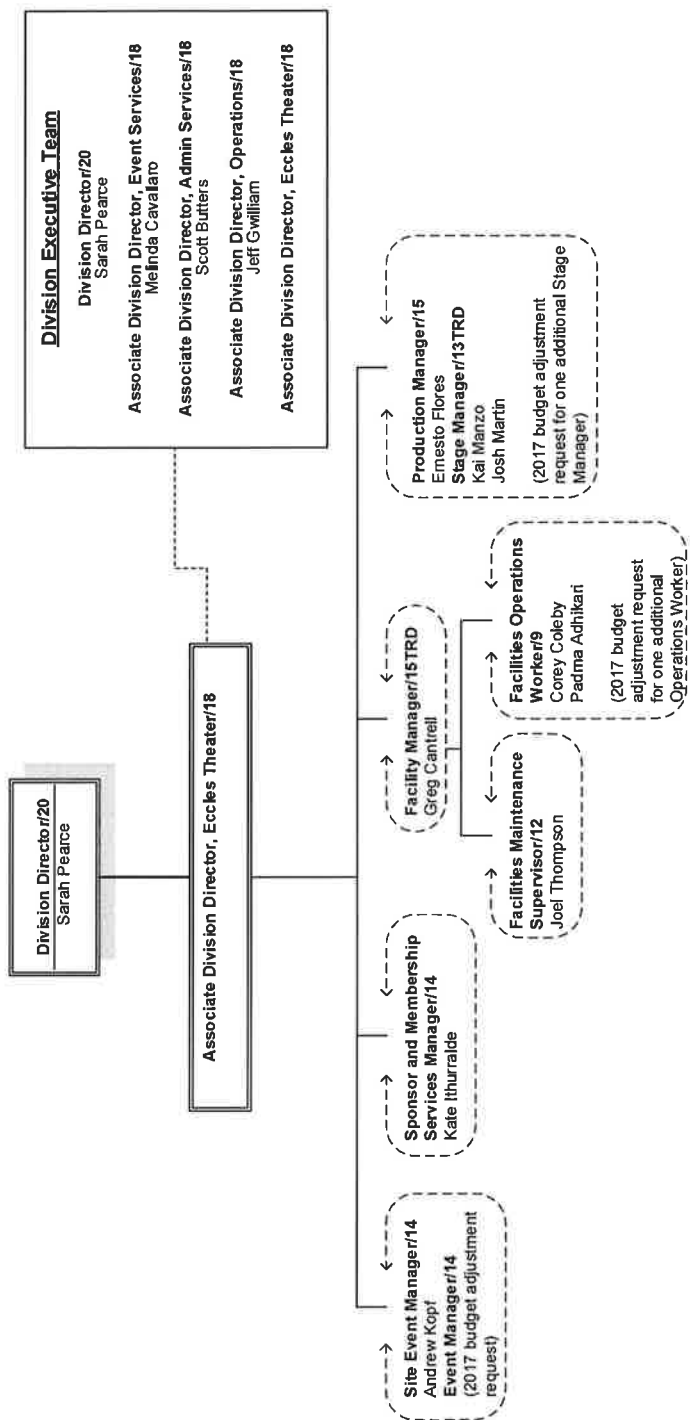 Division Director/20
Sarah Pearce
Division Executive Team
Division Director/20
Sarah Pearce
Associate Division Director, Event Services/18
Melinda Cavallaro
Associate Division Director, Admin Services/18
Scott Butters
Associate Division Director, Operations/18
Jeff Gwilliam
Associate Division Director, Eccles Theater/18
Associate Division Director, Eccles Theater/18
Site Event Manager/14
Andrew Kopf
Event Manager/14
(2017 budget adjustment
request)
Sponsor and Membership
Services Manager/14
Kate Ithurralde
Facility Manager/15TRD
Greg Cantrell
Facilities Maintenance
Supervisor/12
Joel Thompson
Facilities Operations
Worker/9
Corey Coleby
Padma Adhikari
(2017 budget
adjustment request
for one additional
Operations Worker)
Production Manager/15
Ernesto Flores
Stage Manager/13TRD
Kai Manzo
Josh Martin
(2017 budget adjustment
request for one additional Stage
Manager)